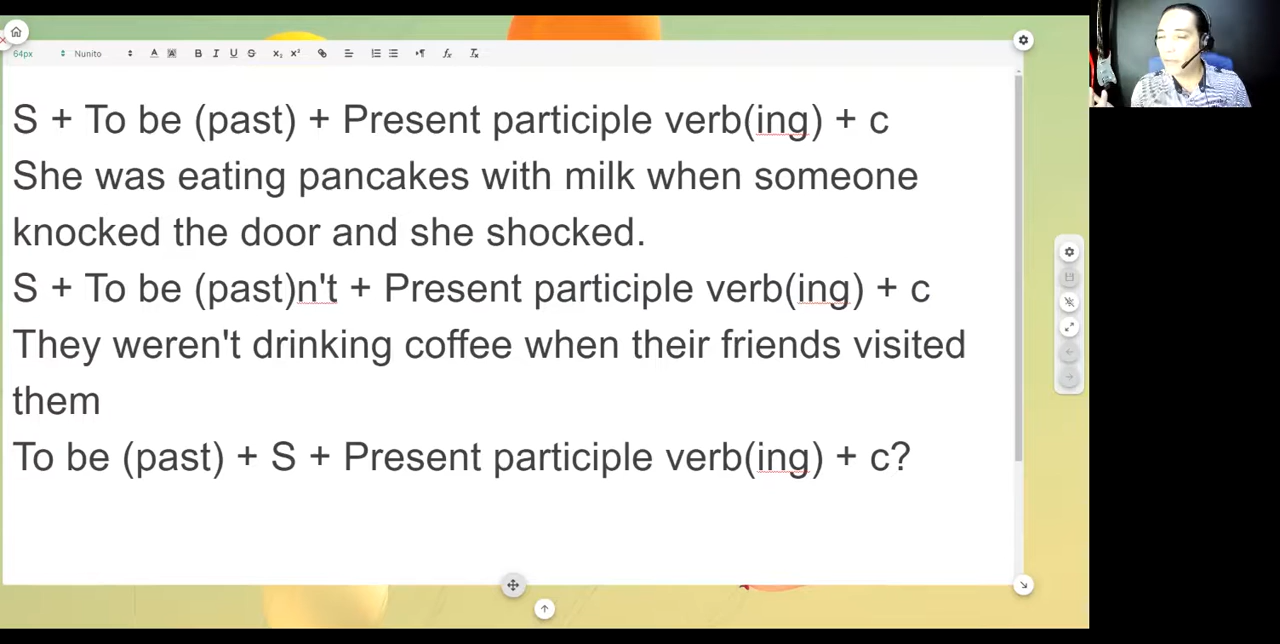 64px Nunito
S + To be (past) + Present participle verb(ing) + c
She was eating pancakes with milk when someone
knocked the door and she shocked.
S + To be (past)n't + Present participle verb(ing) + c
They weren't drinking coffee when their friends visited
them
To be (past) + S + Present participle verb(ing) + c?